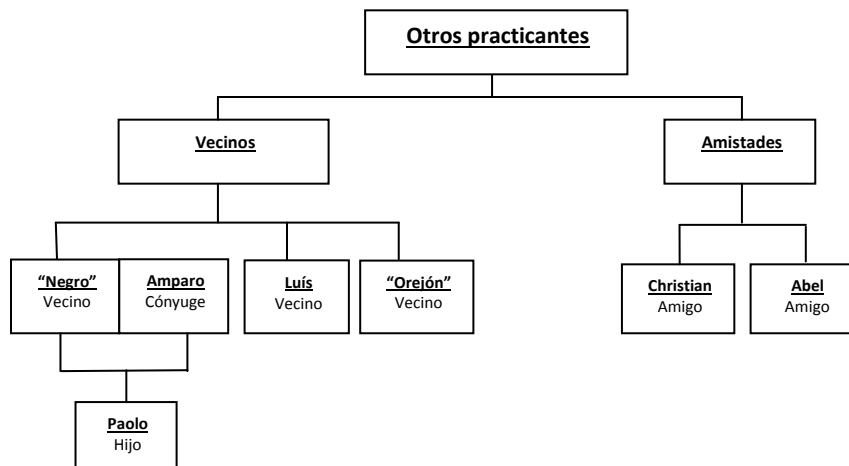 Otros practicantes
Vecinos
Amistades
“Negro”
Vecino
Amparo
Cónyuge
Luís
Vecino
“Orejón”
Vecino
Christian
Amigo
Abel
Amigo
Paolo
Hijo